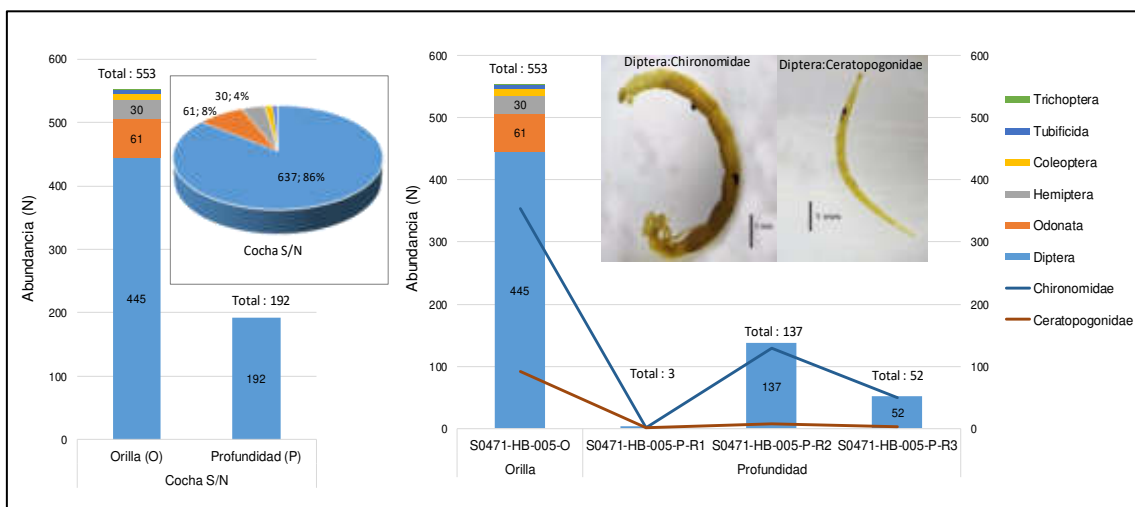 600
500
400
300
200
100
0
Abundancia (N)
Total : 553
30
61
445
Total : 192
192
Orilla (O)
Profundidad (P)
Cocha S/N
30; 4%
61; 8%
637; 86%
Cocha S/N
600
500
400
300
200
100
0
Abundancia (N)
Total : 553
30
61
445
Total : 3
Total : 137
137
Total : 52
52
Diptera:Chironomidae
Diptera:Ceratopogonidae
1 mm
600
500
400
300
200
100
0
S0471-HB-005-O
S0471-HB-005-P-R1
S0471-HB-005-P-R2
S0471-HB-005-P-R3
Orilla
Profundidad
Trichoptera
Tubificida
Coleoptera
Hemiptera
Odonata
Diptera
Chironomidae
Ceratopogonidae